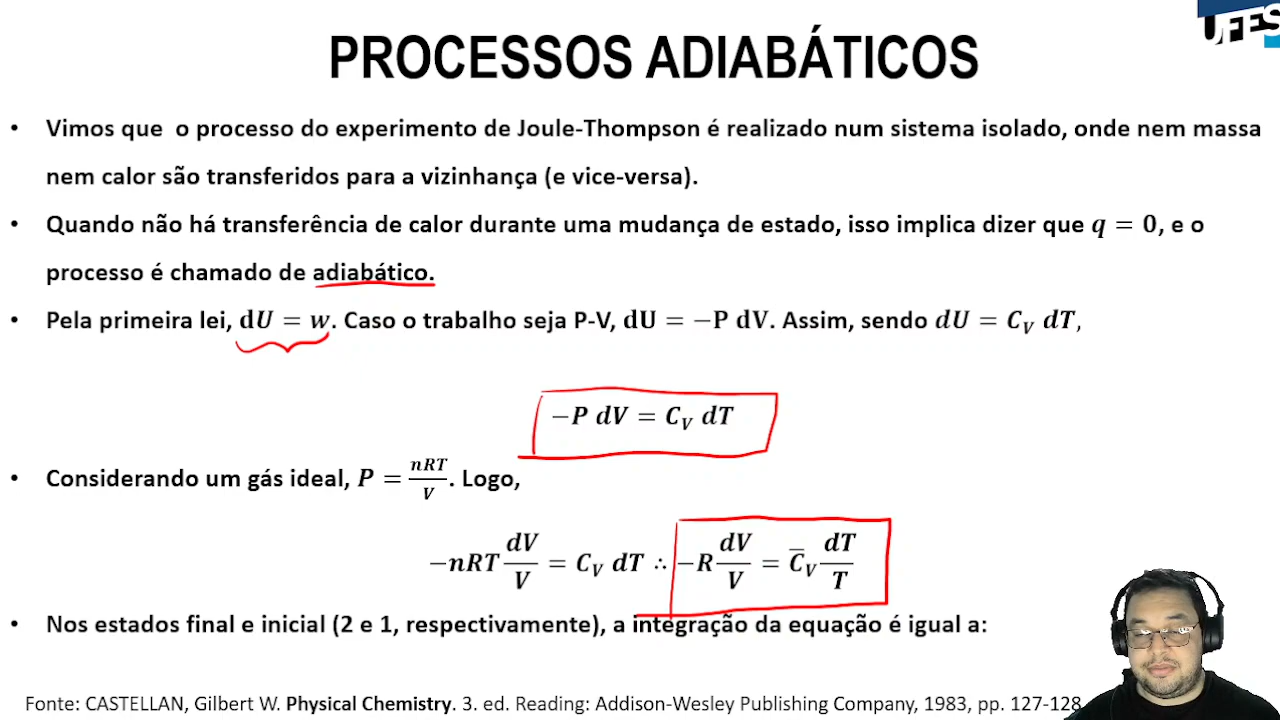 UFES
PROCESSOS ADIABÁTICOS
• Vimos que o processo do experimento de Joule-Thompson é realizado num sistema isolado, onde nem massa
nem calor são transferidos para a vizinhança (e vice-versa).
• Quando não há transferência de calor durante uma mudança de estado, isso implica dizer que q = 0, e o
processo é chamado de adiabático.
• Pela primeira lei, dU = w. Caso o trabalho seja P-V, dU = −P dV. Assim, sendo dU = C_V dT,
−P dV = C_V dT
• Considerando um gás ideal, P = nRT/V. Logo,
−nRT dV/V = C_V dT ∴ −R dV/V = C̅_V dT/T
• Nos estados final e inicial (2 e 1, respectivamente), a integração da equação é igual a:
Fonte: CASTELLAN, Gilbert W. Physical Chemistry. 3. ed. Reading: Addison-Wesley Publishing Company, 1983, pp. 127-128.